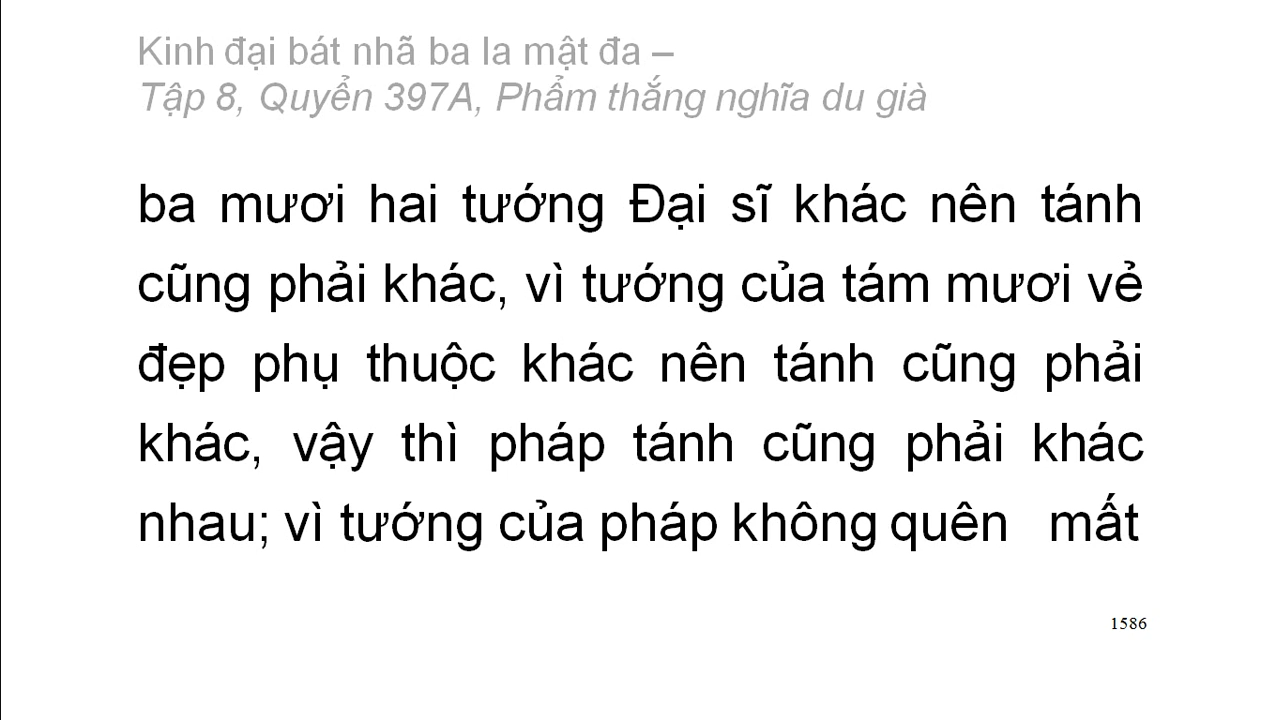 Kinh đại bát nhã ba la mật đa –
Tập 8, Quyển 397A, Phẩm thắng nghĩa du già
ba mươi hai tướng Đại sĩ khác nên tánh
cũng phải khác, vì tướng của tám mươi vẻ
đẹp phụ thuộc khác nên tánh cũng phải
khác, vậy thì pháp tánh cũng phải khác
nhau; vì tướng của pháp không quên mất
1586